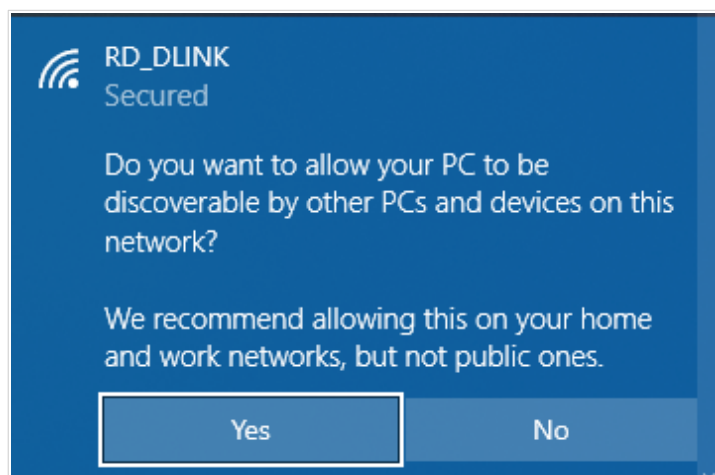 RD_DLINK
Secured
Do you want to allow your PC to be
discoverable by other PCs and devices on this
network?
We recommend allowing this on your home
and work networks, but not public ones.
Yes No